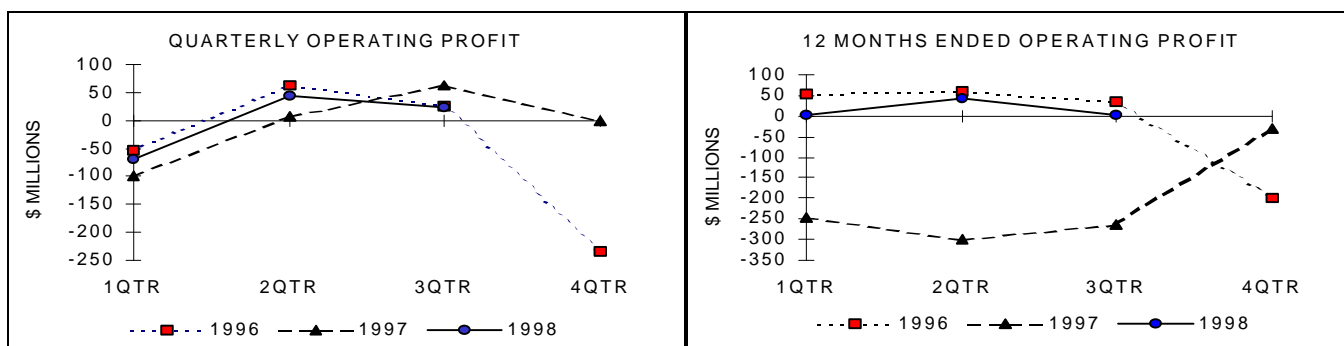 QUARTERLY OPERATING PROFIT
$ MILLIONS
100
50
0
-50
-100
-150
-200
-250
1QTR 2QTR 3QTR 4QTR
1996 1997 1998
12 MONTHS ENDED OPERATING PROFIT
$ MILLIONS
100
50
0
-50
-100
-150
-200
-250
-300
-350
1QTR 2QTR 3QTR 4QTR
1996 1997 1998